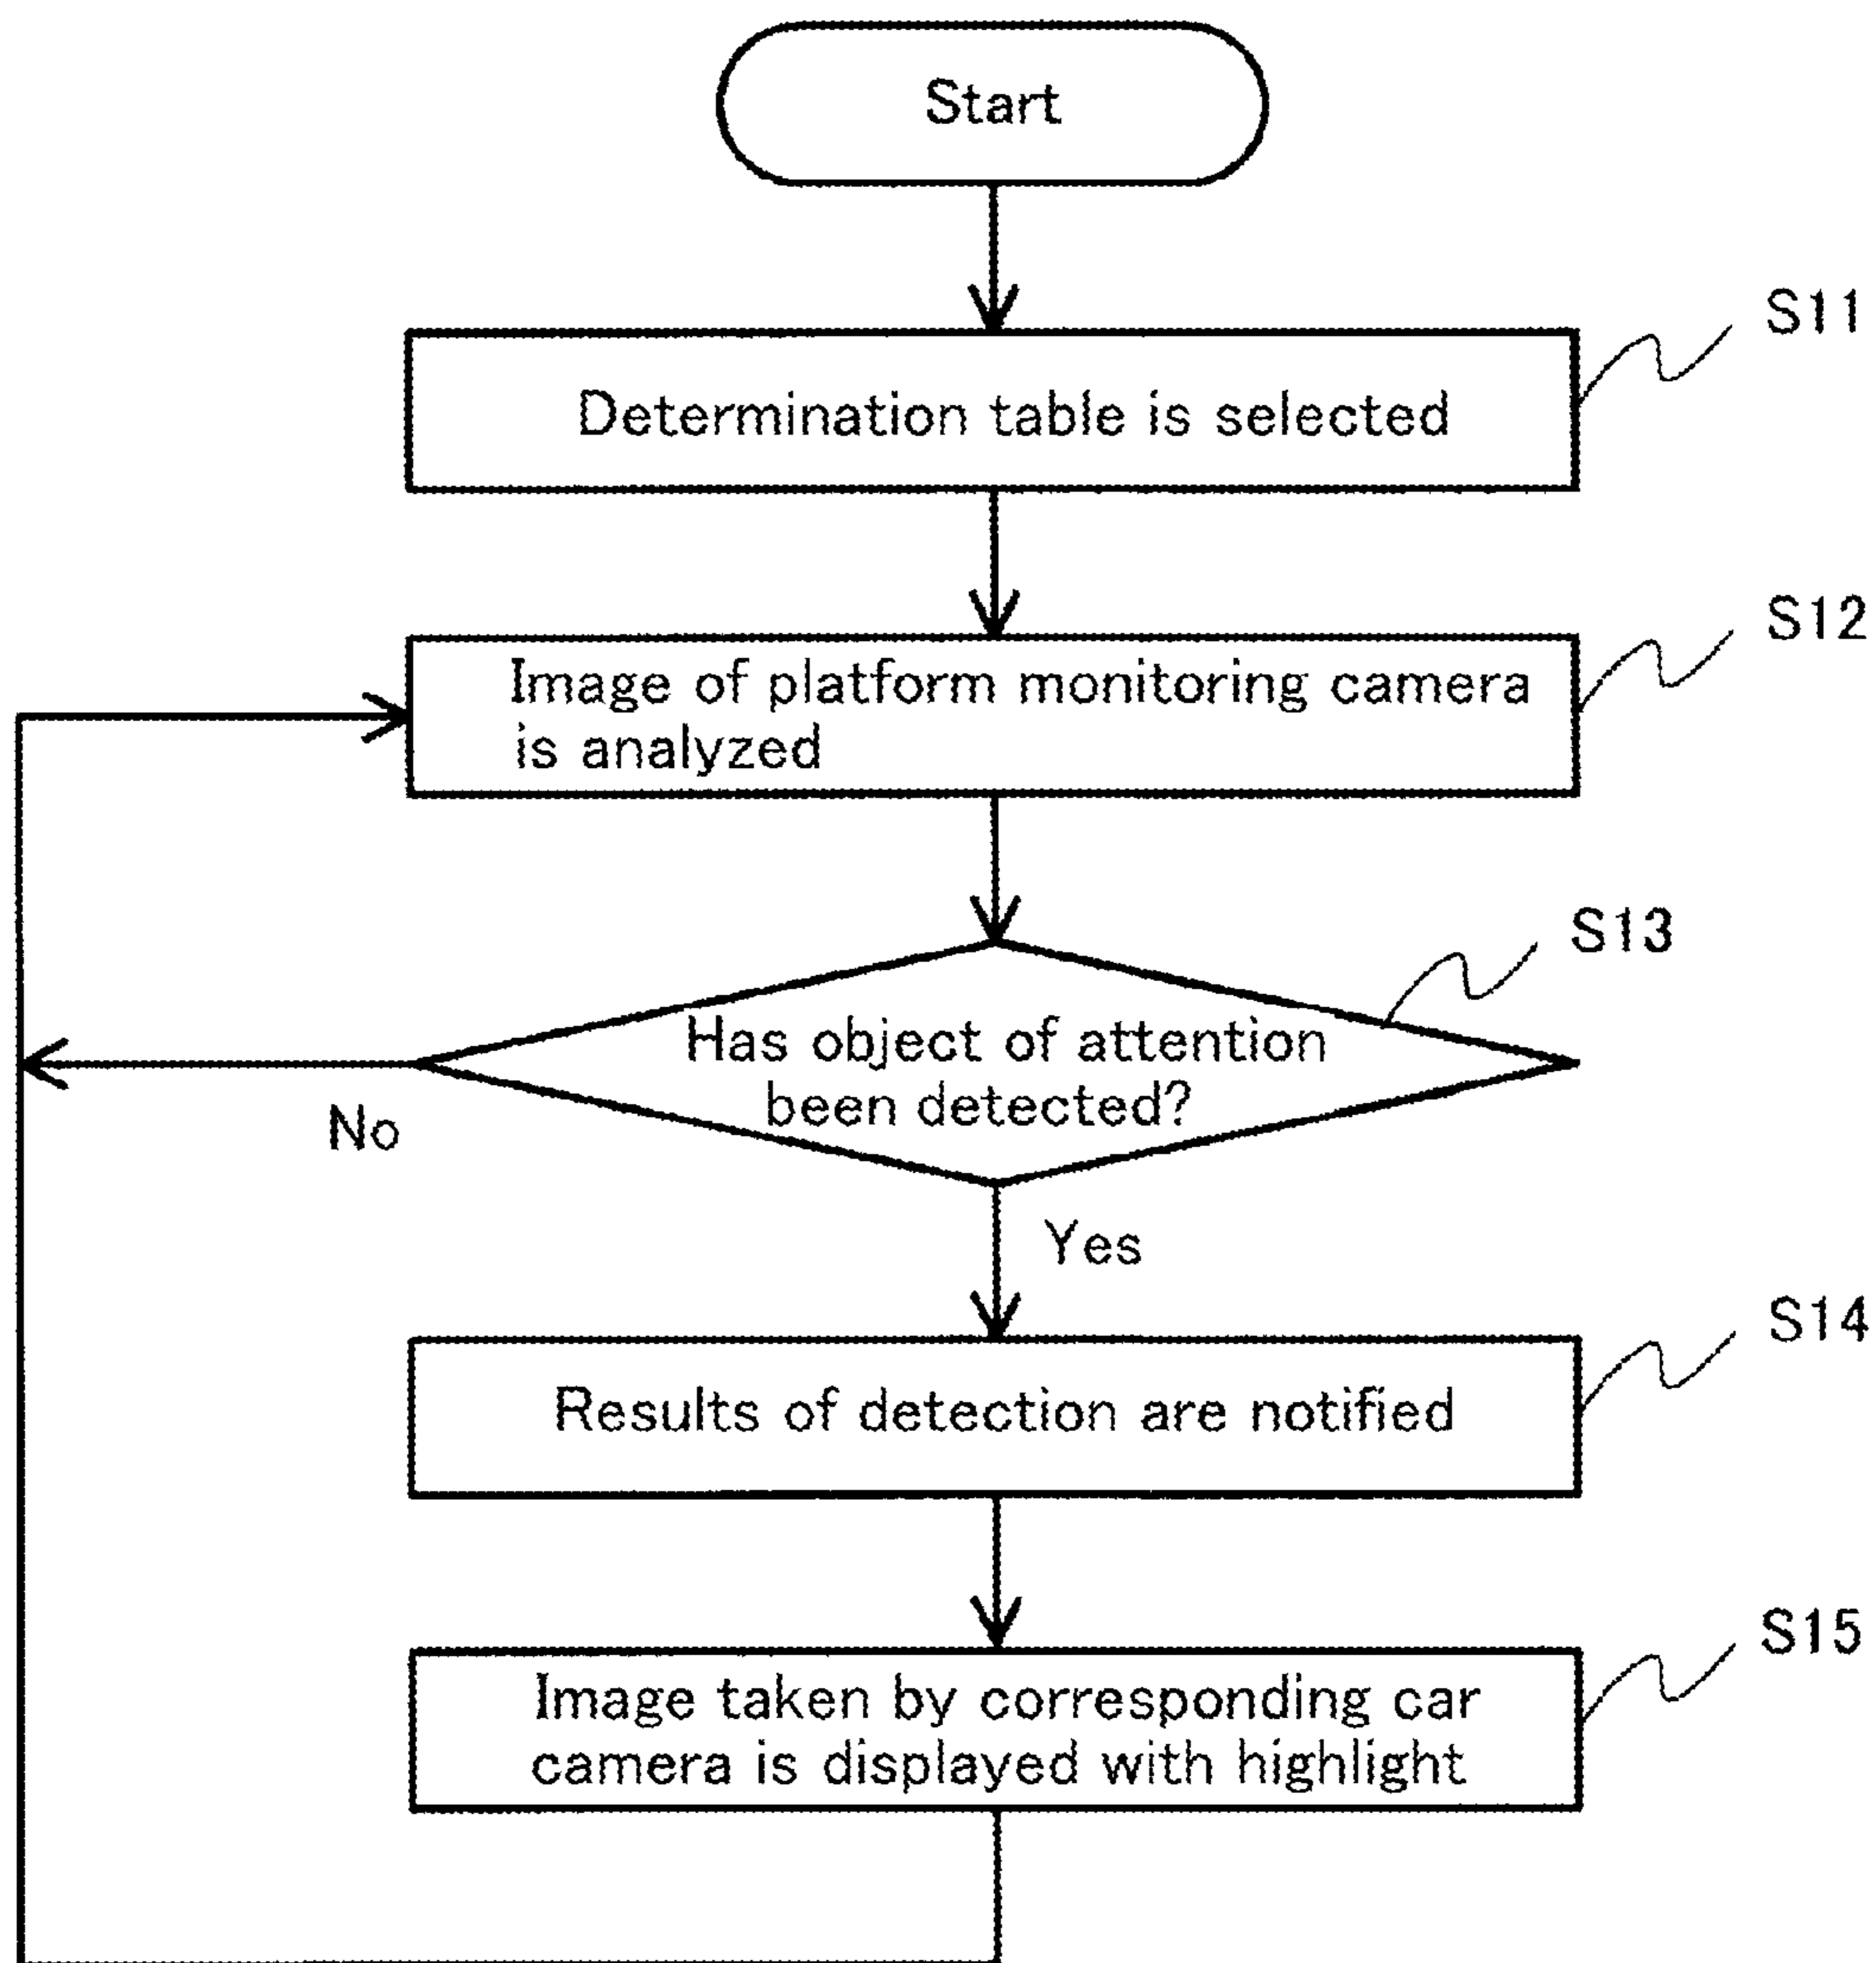 Start
S11
Determination table is selected
S12
Image of platform monitoring camera
is analyzed
S13
Has object of attention
been detected?
No
Yes
S14
Results of detection are notified
S15
Image taken by corresponding car
camera is displayed with highlight